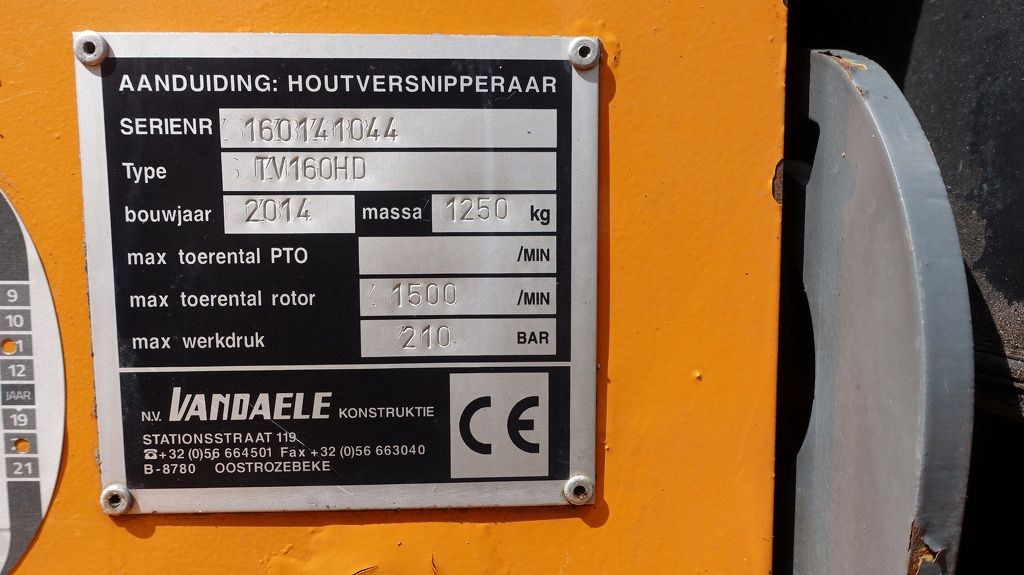 AANDUIDING: HOUTVERSNIPPERAAR
SERIENR 160141044
Type TV160HD
bouwjaar 2014 massa 1250 kg
max toerental PTO /MIN
max toerental rotor 1500 /MIN
max werkdruk 210 BAR
N.V. VANDAELE KONSTRUKTIE
STATIONSSTRAAT 119
☎+32 (0)56 664501 Fax +32 (0)56 663040
B-8780 OOSTROZEBEKE
CE
9
10
12
JAAR
19
21